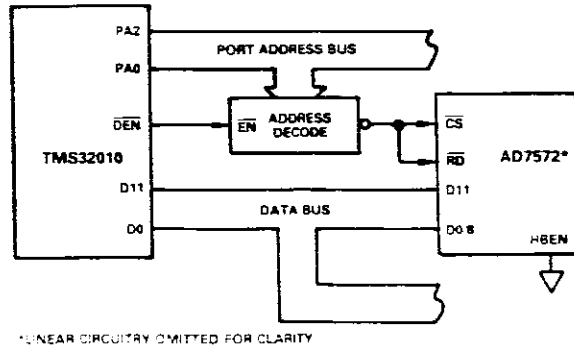 PA2
PORT ADDRESS BUS
PA0
DEN
EN
ADDRESS
DECODE
CS
TMS32010
AD7572*
RD
D11
D11
DATA BUS
D0
D0/8
HBEN
*LINEAR CIRCUITRY OMITTED FOR CLARITY